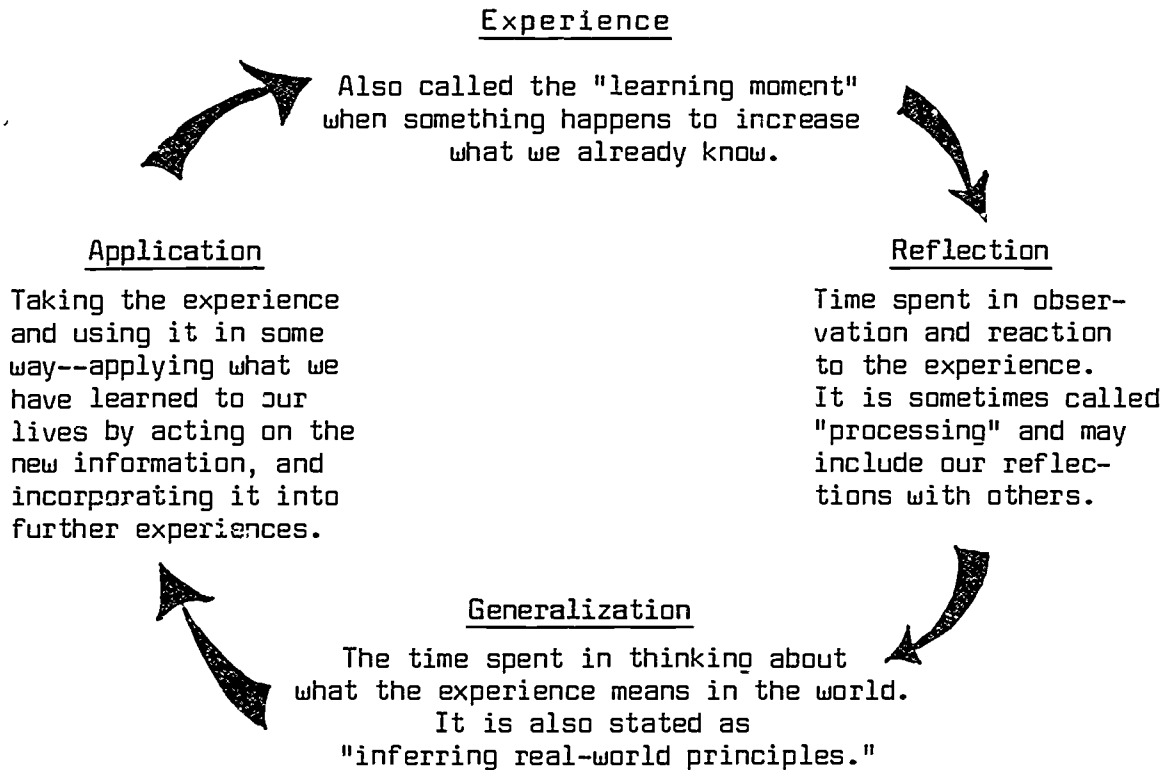 Experience
Also called the "learning moment"
when something happens to increase
what we already know.
Reflection
Time spent in obser-
vation and reaction
to the experience.
It is sometimes called
"processing" and may
include our reflec-
tions with others.
Generalization
The time spent in thinking about
what the experience means in the world.
It is also stated as
"inferring real-world principles."
Application
Taking the experience
and using it in some
way--applying what we
have learned to our
lives by acting on the
new information, and
incorporating it into
further experiences.